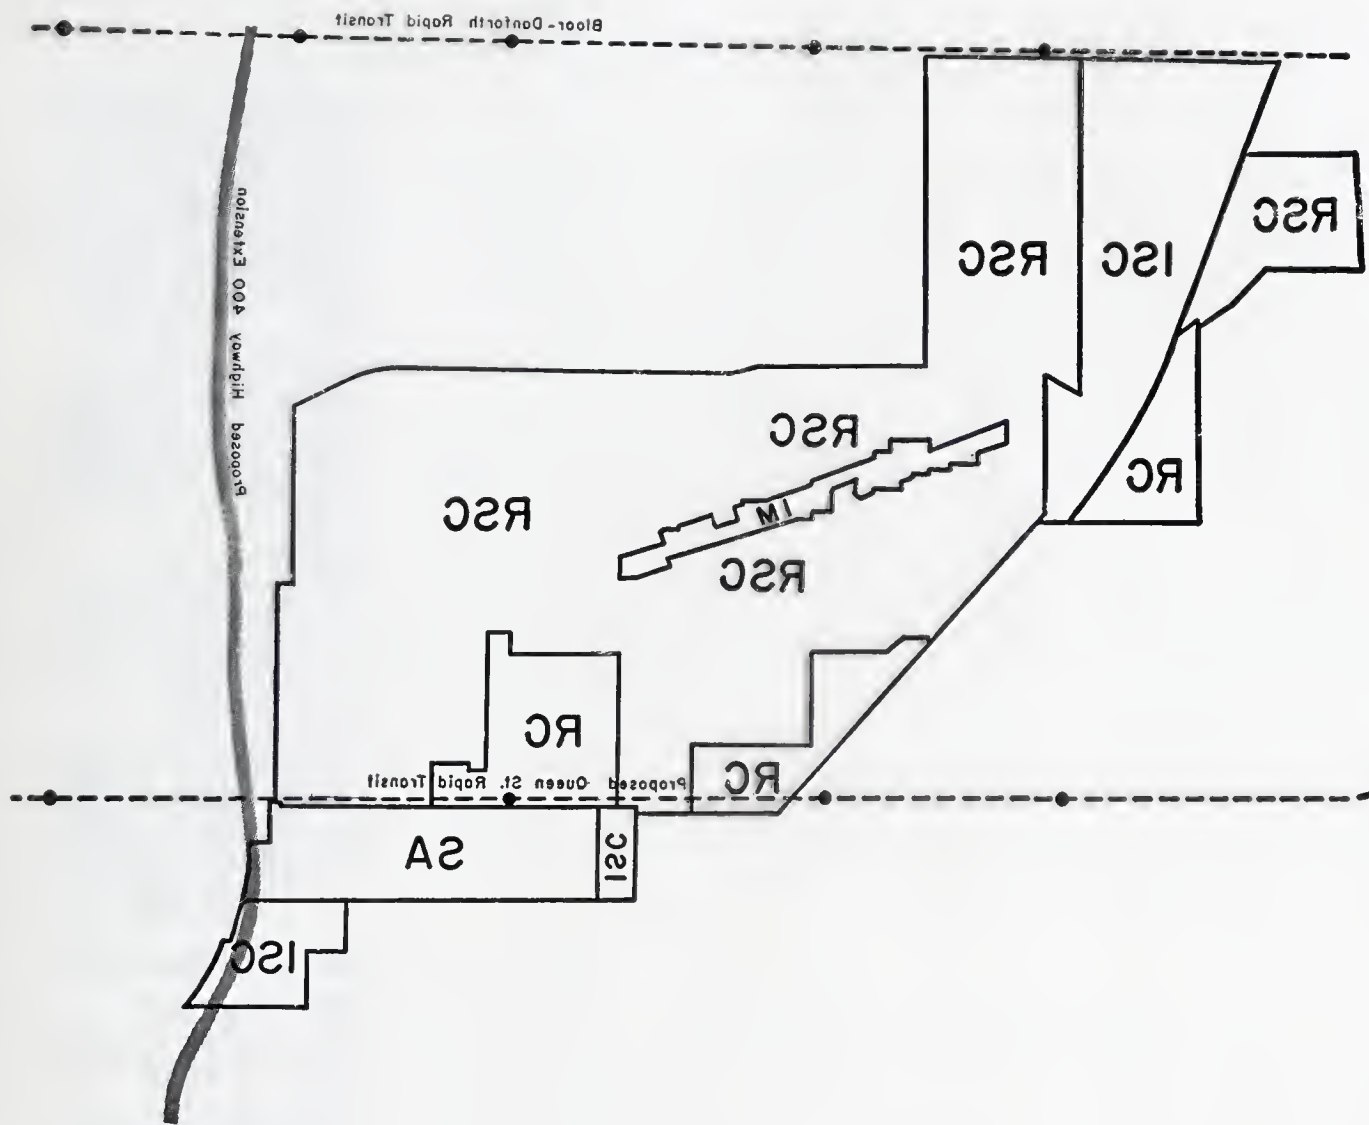 Bloor-Danforth Rapid Transit
Proposed Highway 400 Extension
RSC
ISC
RSC
RSC
RC
RSC
IM
RSC
RC
RC
Proposed Queen St. Rapid Transit
SA
ISC
ISC